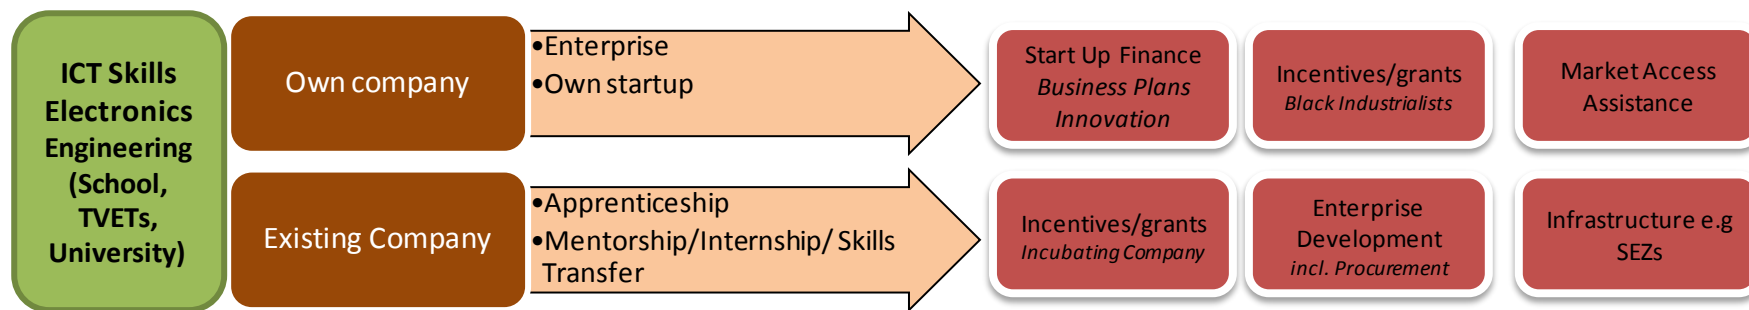 ICT Skills
Electronics
Engineering
(School,
TVETs,
University)
Own company
•Enterprise
•Own startup
Start Up Finance
Business Plans
Innovation
Incentives/grants
Black Industrialists
Market Access
Assistance
Existing Company
•Apprenticeship
•Mentorship/Internship/ Skills
Transfer
Incentives/grants
Incubating Company
Enterprise
Development
incl. Procurement
Infrastructure e.g
SEZs